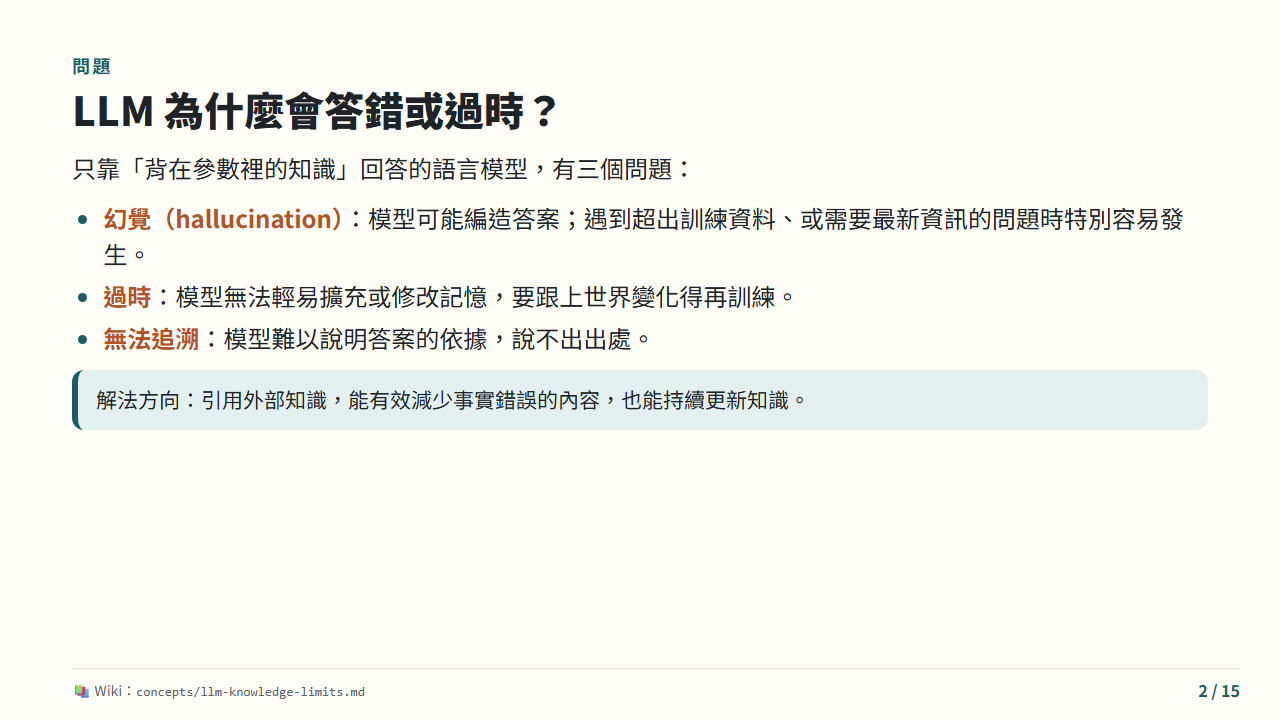 問題
LLM 為什麼會答錯或過時？
只靠「背在參數裡的知識」回答的語言模型，有三個問題：
• 幻覺（hallucination）：模型可能編造答案；遇到超出訓練資料、或需要最新資訊的問題時特別容易發
生。
• 過時：模型無法輕易擴充或修改記憶，要跟上世界變化得再訓練。
• 無法追溯：模型難以說明答案的依據，說不出出處。
解法方向：引用外部知識，能有效減少事實錯誤的內容，也能持續更新知識。
📚 Wiki：concepts/llm-knowledge-limits.md
2 / 15